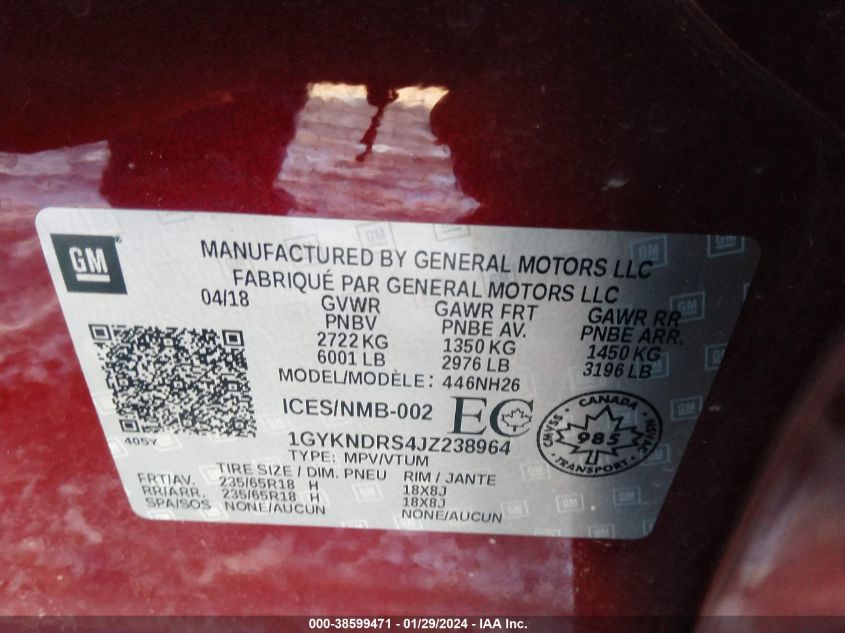 GM
MANUFACTURED BY GENERAL MOTORS LLC
FABRIQUÉ PAR GENERAL MOTORS LLC
04/18 GVWR GAWR FRT GAWR RR
PNBV PNBE AV. PNBE ARR.
2722 KG 1350 KG 1450 KG
6001 LB 2976 LB 3196 LB
MODEL/MODÈLE: 446NH26
ICES/NMB-002 EC
405Y
1GYKNDRS4JZ238964
TYPE: MPV/VTUM
CANADA
CMVSS 985 NSVAC
TRANSPORT
TIRE SIZE / DIM. PNEU RIM / JANTE
FRT/AV. 235/65R18 H 18X8J
RR/ARR. 235/65R18 H 18X8J
SPA/SOS NONE/AUCUN NONE/AUCUN
000-38599471 - 01/29/2024 - IAA Inc.